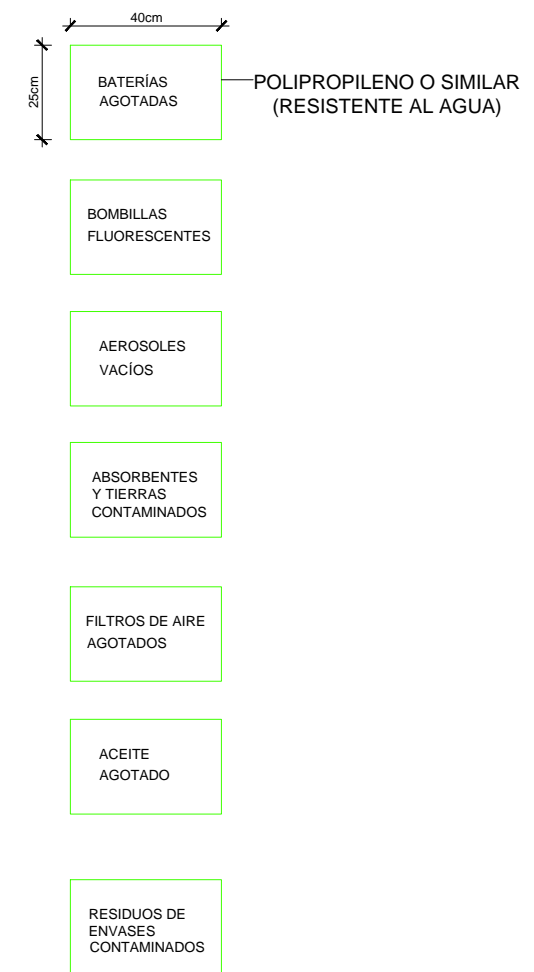 40cm
25cm
BATERÍAS
AGOTADAS
POLIPROPILENO O SIMILAR
(RESISTENTE AL AGUA)
BOMBILLAS
FLUORESCENTES
AEROSOLES
VACÍOS
ABSORBENTES
Y TIERRAS
CONTAMINADOS
FILTROS DE AIRE
AGOTADOS
ACEITE
AGOTADO
RESIDUOS DE
ENVASES
CONTAMINADOS